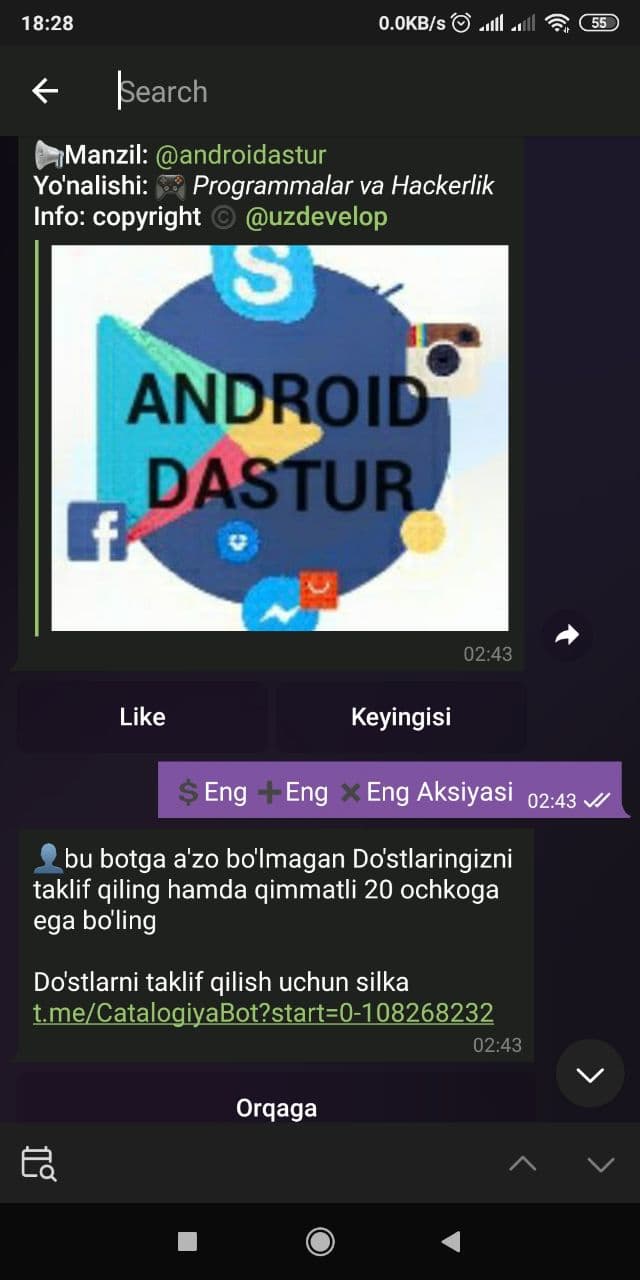 18:28
0.0KB/s
55
Search
Manzil: @androidastur
Yo'nalishi: 🎮 Programmalar va Hackerlik
Info: copyright © @uzdevelop
S
ANDROID
DASTUR
f
02:43
Like
Keyingisi
$Eng ➕Eng ✖Eng Aksiyasi 02:43
👤bu botga a'zo bo'lmagan Do'stlaringizni
taklif qiling hamda qimmatli 20 ochkoga
ega bo'ling
Do'stlarni taklif qilish uchun silka
t.me/CatalogiyaBot?start=0-108268232
02:43
Orqaga